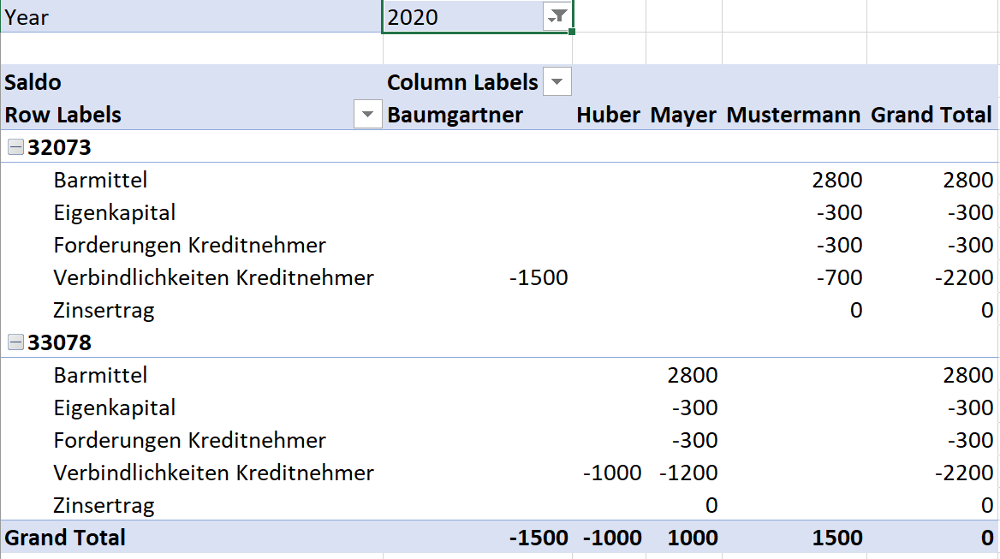 Year 2020
Saldo Column Labels
Row Labels Baumgartner Huber Mayer Mustermann Grand Total
32073
Barmittel 2800 2800
Eigenkapital -300 -300
Forderungen Kreditnehmer -300 -300
Verbindlichkeiten Kreditnehmer -1500 -700 -2200
Zinsertrag 0 0
33078
Barmittel 2800 2800
Eigenkapital -300 -300
Forderungen Kreditnehmer -300 -300
Verbindlichkeiten Kreditnehmer -1000 -1200 -2200
Zinsertrag 0 0
Grand Total -1500 -1000 1000 1500 0